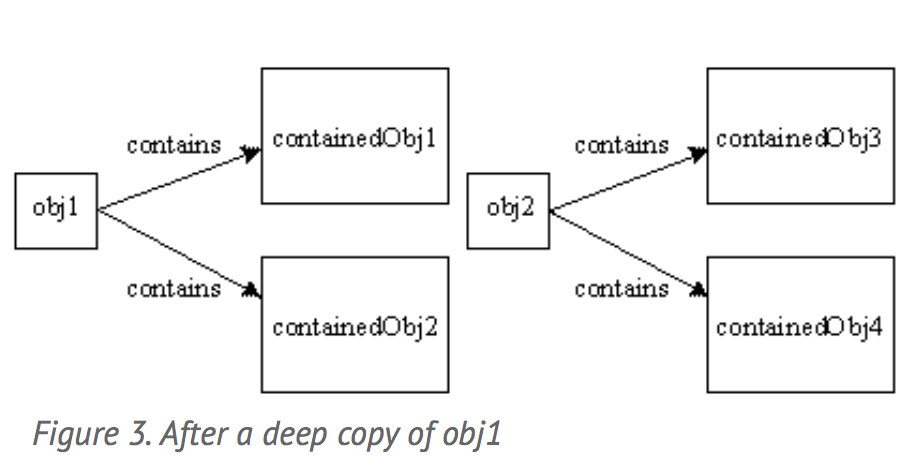 contains
containedObj1
obj1
contains
containedObj2
contains
containedObj3
obj2
contains
containedObj4
Figure 3. After a deep copy of obj1